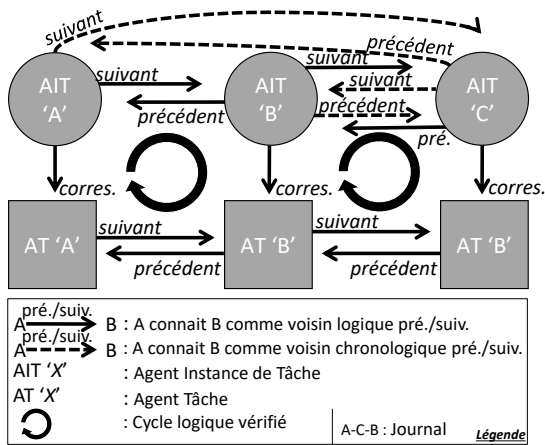 suivant
précédent
suivant
suivant
AIT
'A'
AIT
'B'
AIT
'C'
suivant
précédent
précédent
pré.
corres.
corres.
corres.
AT 'A'
suivant
AT 'B'
suivant
AT 'B'
précédent
précédent
pré./suiv.
A B : A connait B comme voisin logique pré./suiv.
pré./suiv.
A B : A connait B comme voisin chronologique pré./suiv.
AIT 'X' : Agent Instance de Tâche
AT 'X' : Agent Tâche
: Cycle logique vérifié
A-C-B : Journal
Légende